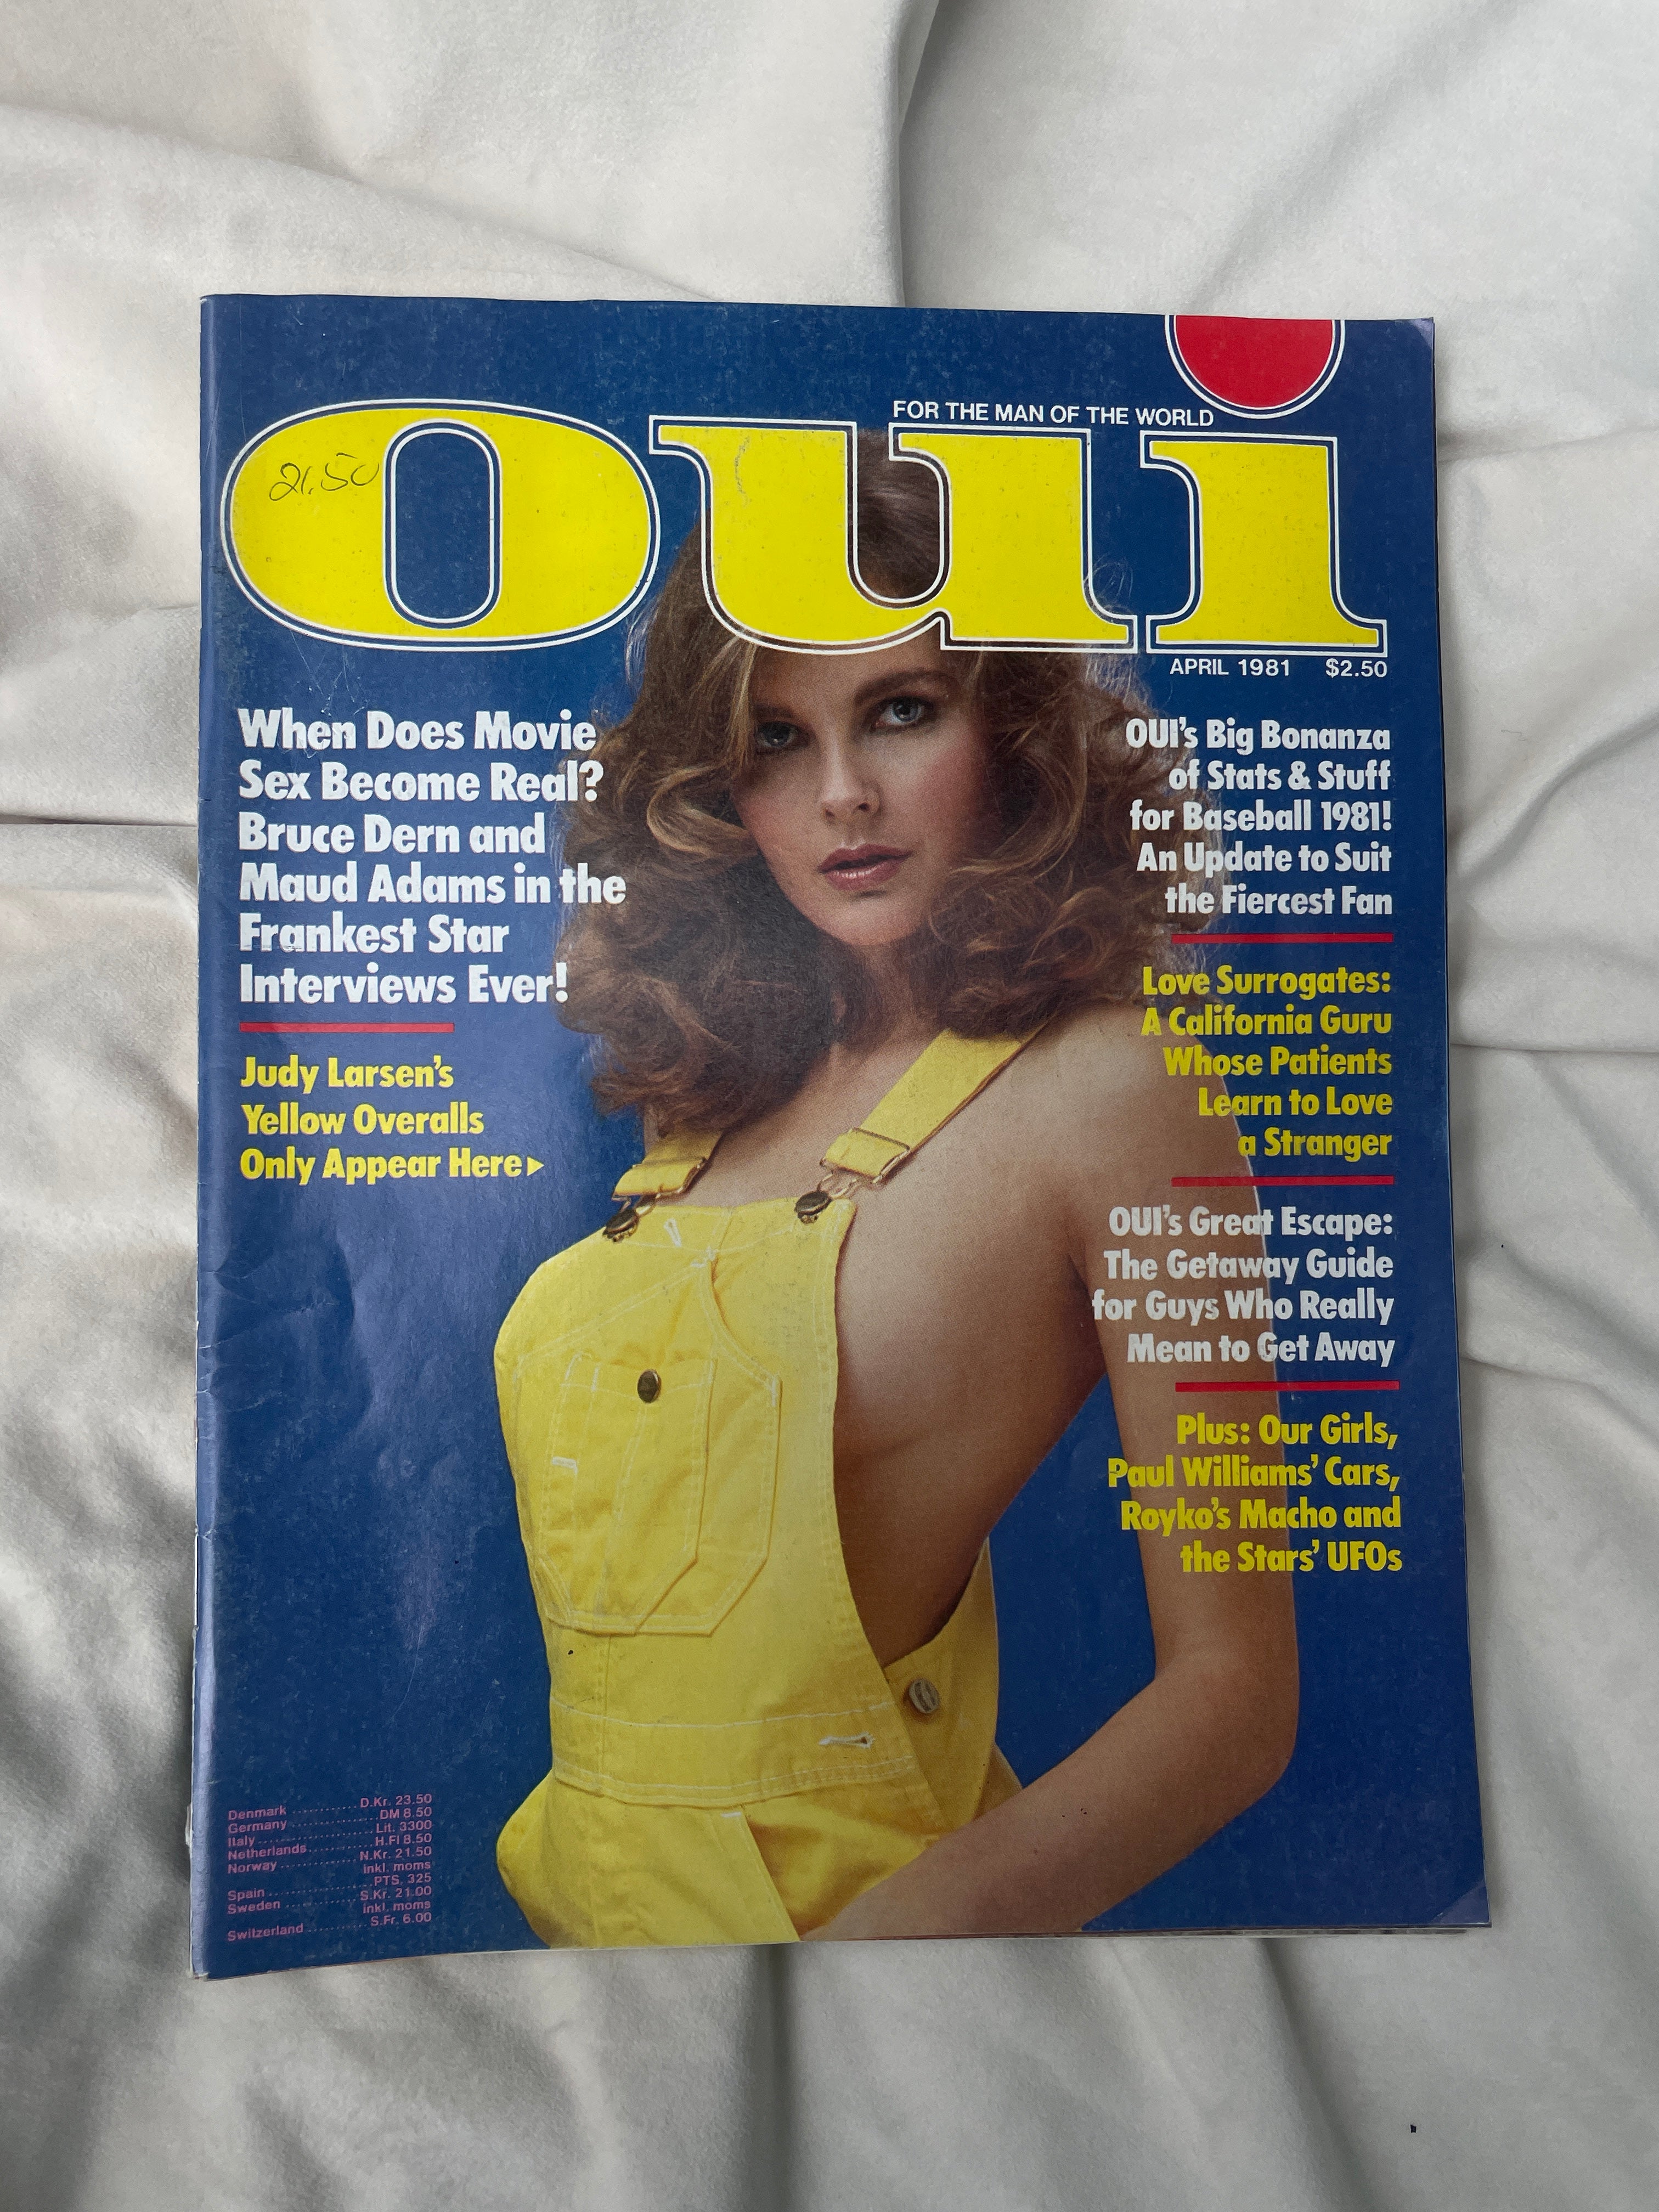 FOR THE MAN OF THE WORLD
oui
21.50
APRIL 1981 $2.50
When Does Movie
Sex Become Real?
Bruce Dern and
Maud Adams in the
Frankest Star
Interviews Ever!
Judy Larsen's
Yellow Overalls
Only Appear Here▸
OUI's Big Bonanza
of Stats & Stuff
for Baseball 1981!
An Update to Suit
the Fiercest Fan
Love Surrogates:
A California Guru
Whose Patients
Learn to Love
a Stranger
OUI's Great Escape:
The Getaway Guide
for Guys Who Really
Mean to Get Away
Plus: Our Girls,
Paul Williams' Cars,
Royko's Macho and
the Stars' UFOs
Denmark ............ D.Kr. 23.50
Germany ............ DM 8.50
Italy ............ Lit. 3300
Netherlands ............ H.Fl 8.50
Norway ............ N.Kr. 21.50
inkl. moms
Spain ............ PTS. 325
Sweden ............ S.Kr. 21.00
inkl. moms
Switzerland ............ S.Fr. 6.00